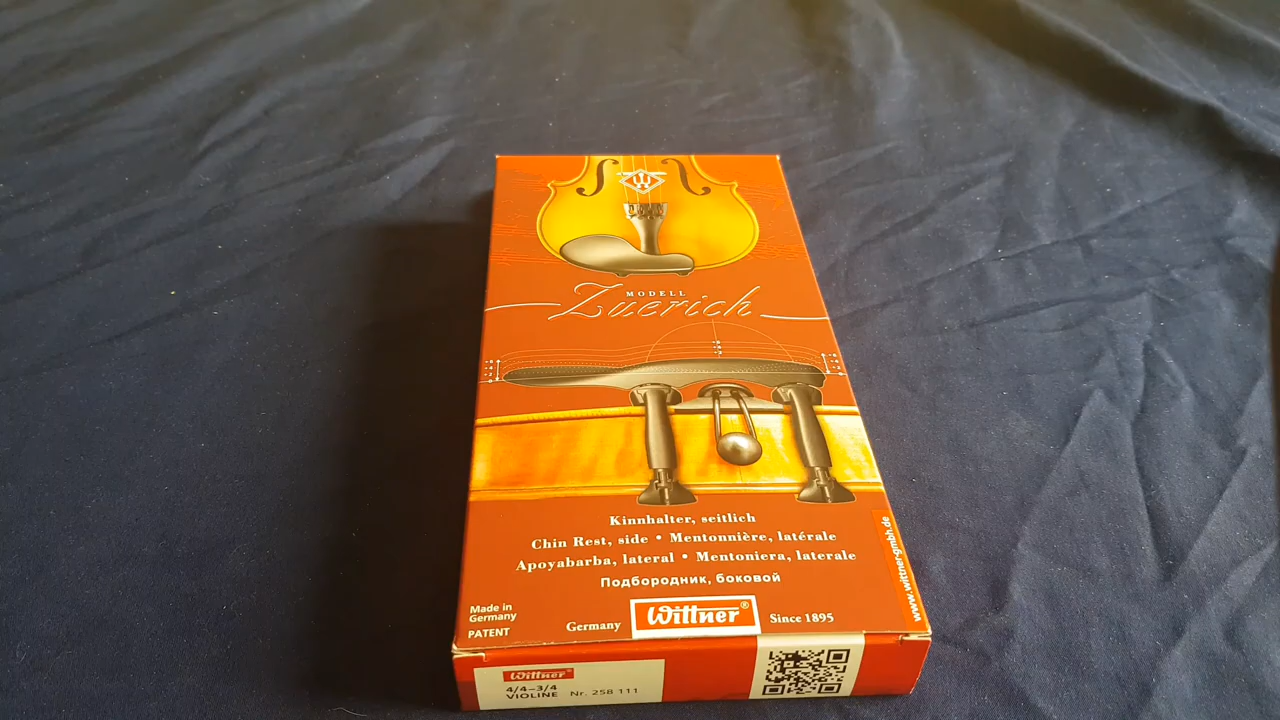 MODELL
Zuerich
Kinnhalter, seitlich
Chin Rest, side • Mentonnière, latérale
Apoyabarba, lateral • Mentoniera, laterale
Подбородник, боковой
www.wittner-gmbh.de
Made in
Germany
PATENT
Germany
Wittner®
Since 1895
Wittner®
4/4–3/4
VIOLINE
Nr. 258 111